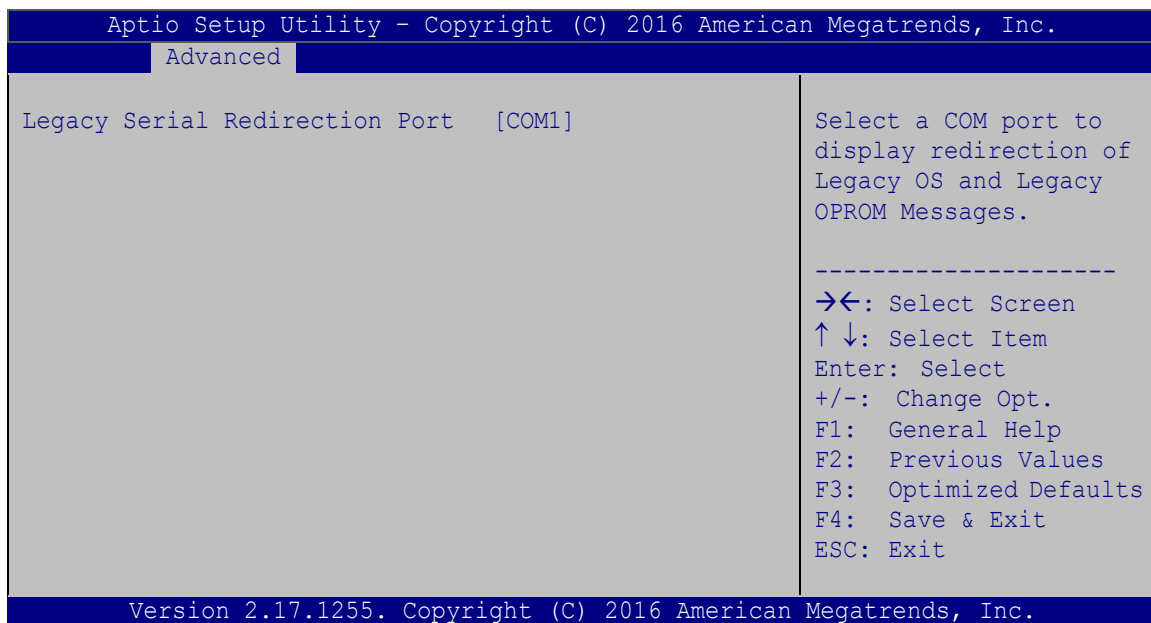 Aptio Setup Utility – Copyright (C) 2016 American Megatrends, Inc.
Advanced
Legacy Serial Redirection Port [COM1]
Select a COM port to
display redirection of
Legacy OS and Legacy
OPROM Messages.
---------------------
→←: Select Screen
↑ ↓: Select Item
Enter: Select
+/-: Change Opt.
F1: General Help
F2: Previous Values
F3: Optimized Defaults
F4: Save & Exit
ESC: Exit
Version 2.17.1255. Copyright (C) 2016 American Megatrends, Inc.